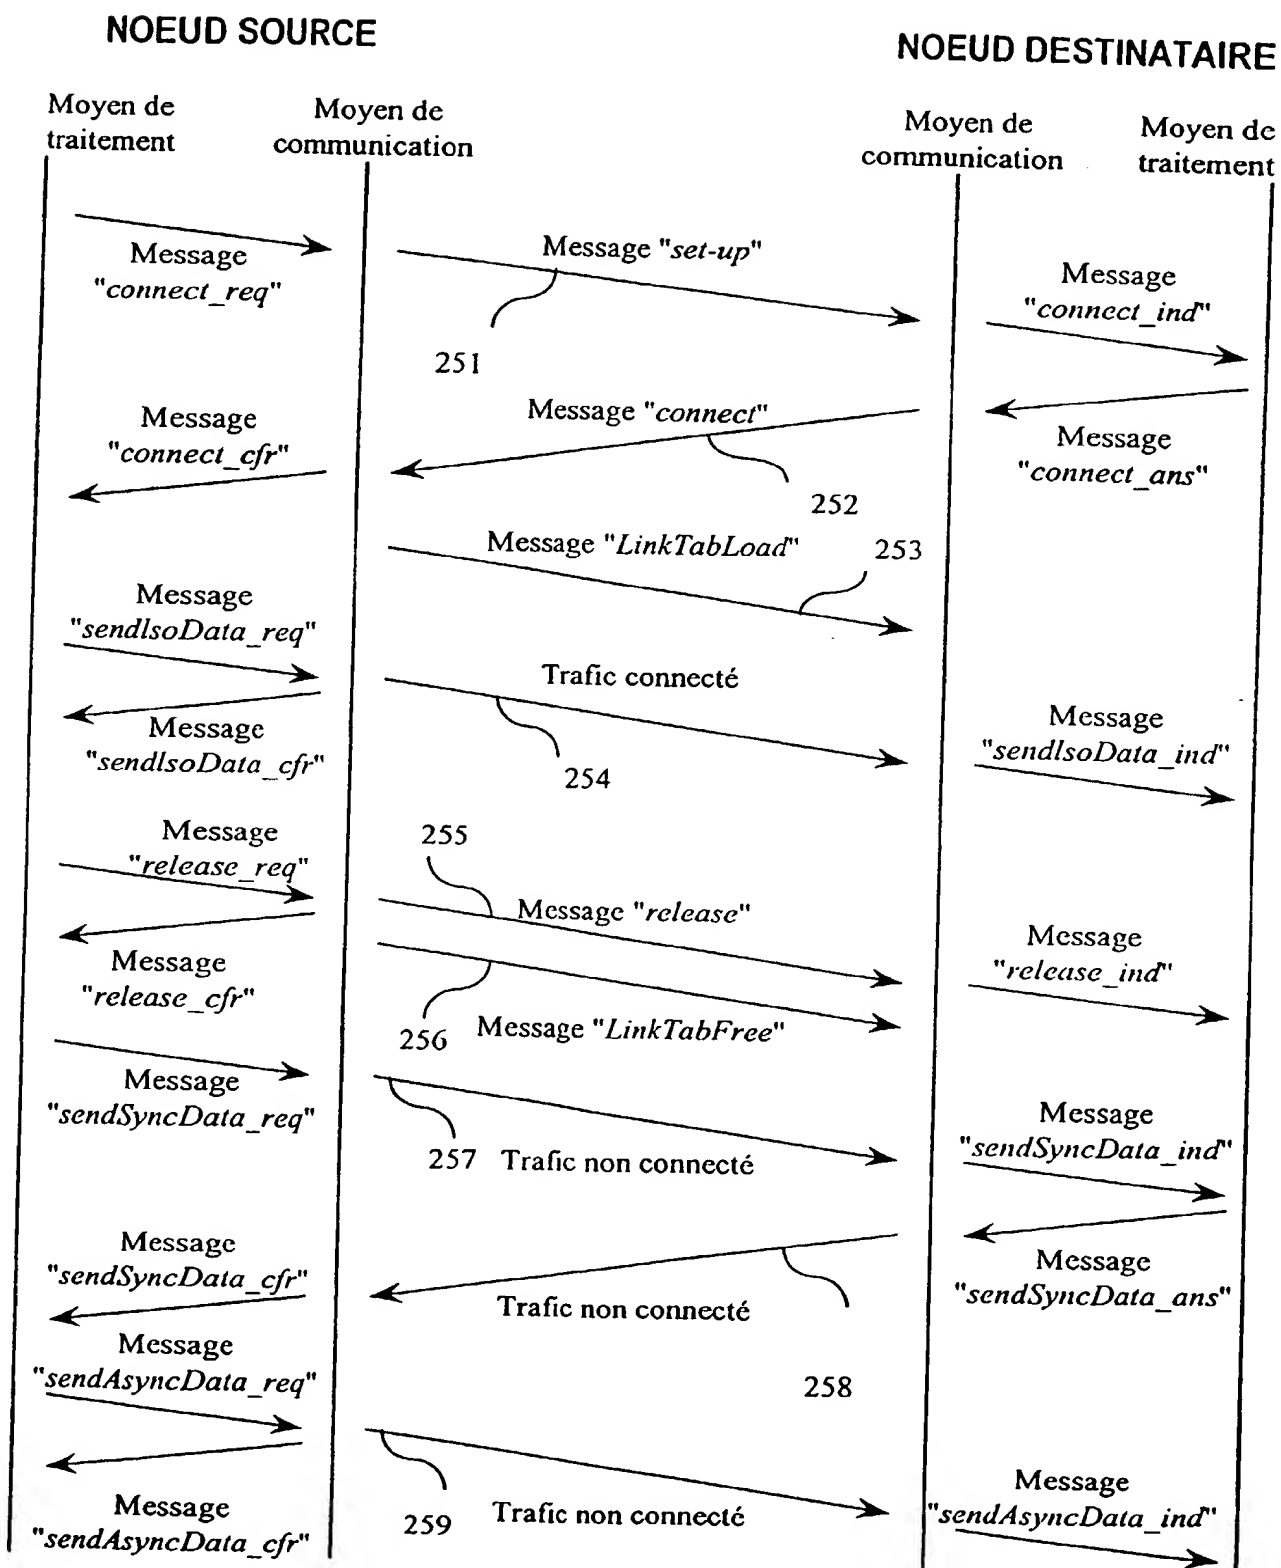 NOEUD SOURCE
NOEUD DESTINATAIRE
Moyen de
traitement
Moyen de
communication
Moyen de
communication
Moyen de
traitement
Message
"connect_req"
Message "set-up"
251
Message
"connect_ind"
Message "connect"
252
Message
"connect_ans"
Message
"connect_cfr"
Message "LinkTabLoad"
253
Message
"sendIsoData_req"
Trafic connecté
254
Message
"sendIsoData_cfr"
Message
"sendIsoData_ind"
Message
"release_req"
255
Message "release"
Message
"release_ind"
Message
"release_cfr"
256
Message "LinkTabFree"
Message
"sendSyncData_req"
257
Trafic non connecté
Message
"sendSyncData_ind"
Message
"sendSyncData_cfr"
Trafic non connecté
258
Message
"sendSyncData_ans"
Message
"sendAsyncData_req"
Message
"sendAsyncData_cfr"
259
Trafic non connecté
Message
"sendAsyncData_ind"